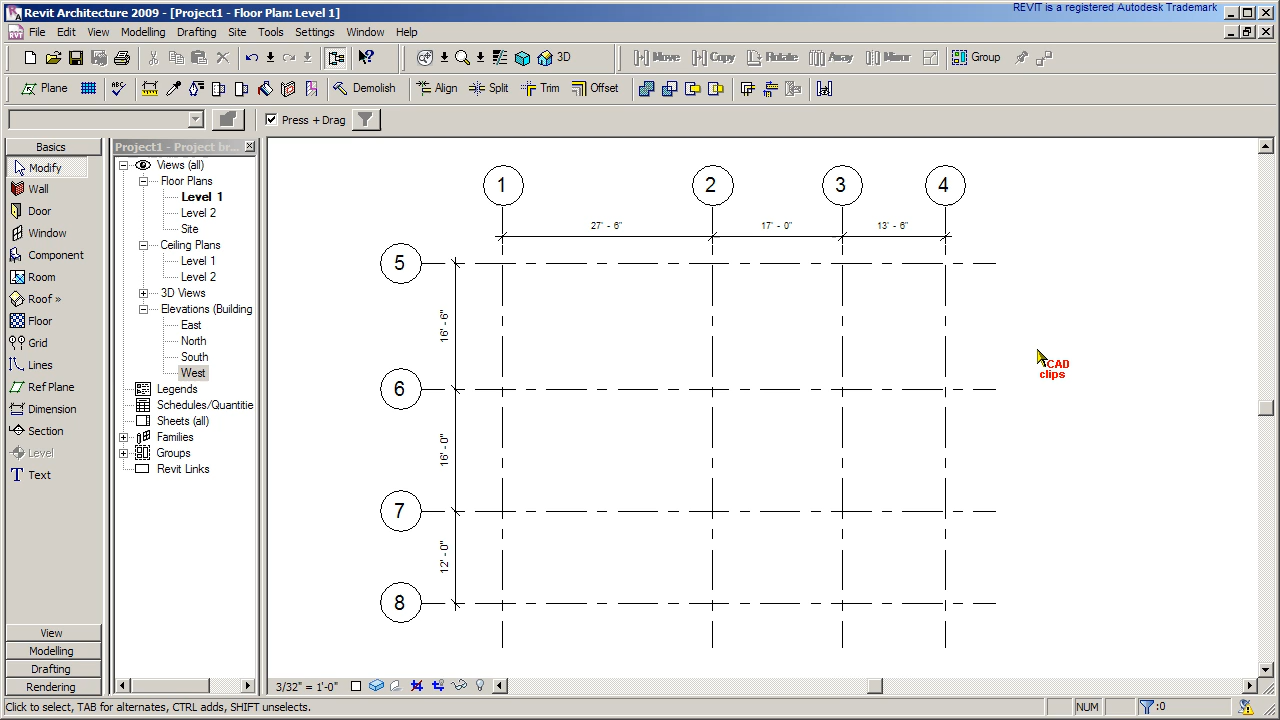 Revit Architecture 2009 - [Project1 - Floor Plan: Level 1]
REVIT is a registered Autodesk Trademark
File Edit View Modelling Drafting Site Tools Settings Window Help
3D Move Copy Rotate Array Mirror Group
Plane Demolish Align Split Trim Offset
Press + Drag
Basics
Modify
Wall
Door
Window
Component
Room
Roof »
Floor
Grid
Lines
Ref Plane
Dimension
Section
Level
Text
View
Modelling
Drafting
Rendering
Project1 - Project br...
Views (all)
Floor Plans
Level 1
Level 2
Site
Ceiling Plans
Level 1
Level 2
3D Views
Elevations (Building
East
North
South
West
Legends
Schedules/Quantitie
Sheets (all)
Families
Groups
Revit Links
1 2 3 4
27' - 6" 17' - 0" 13' - 6"
5
16' - 6"
6
16' - 0"
7
12' - 0"
8
CAD
clips
3/32" = 1'-0"
Click to select, TAB for alternates, CTRL adds, SHIFT unselects.
NUM
:0